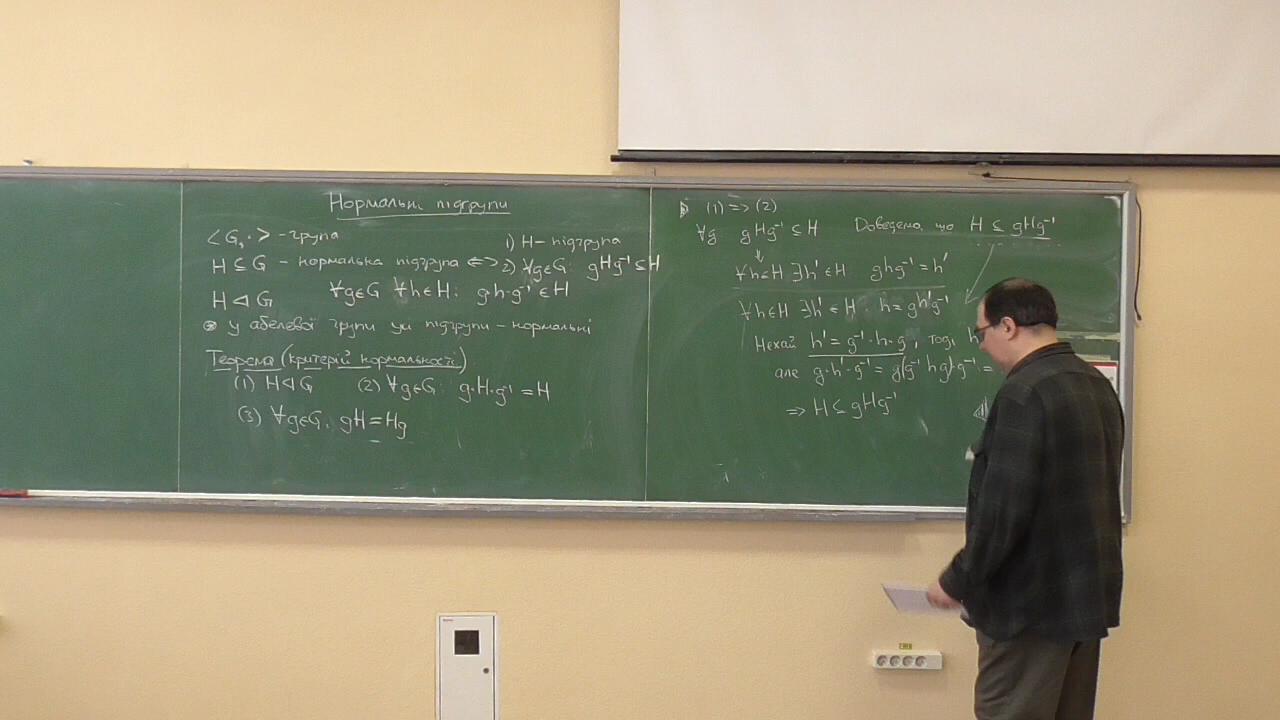 Нормальні підгрупи
<G, ·> - група
1) H - підгрупа
H ⊆ G - нормальна підгрупа <=> 2) ∀g∈G: gHg⁻¹ ⊆ H
H ⊲ G ∀g∈G ∀h∈H: g·h·g⁻¹ ∈ H
у абелевої групи усі підгрупи - нормальні
Теорема (критерій нормальності)
(1) H⊲G (2) ∀g∈G: g·H·g⁻¹ = H
(3) ∀g∈G, gH = Hg
(1) => (2)
∀g gHg⁻¹ ⊆ H Доведемо, що H ⊆ gHg⁻¹
∀h∈H ∃h' ∈ H ghg⁻¹ = h'
∀h∈H ∃h' ∈ H : h = gh'g⁻¹
Нехай h' = g⁻¹·h·g, тоді h
але g·h'·g⁻¹ = g(g⁻¹hg)·g⁻¹ =
=> H ⊆ gHg⁻¹